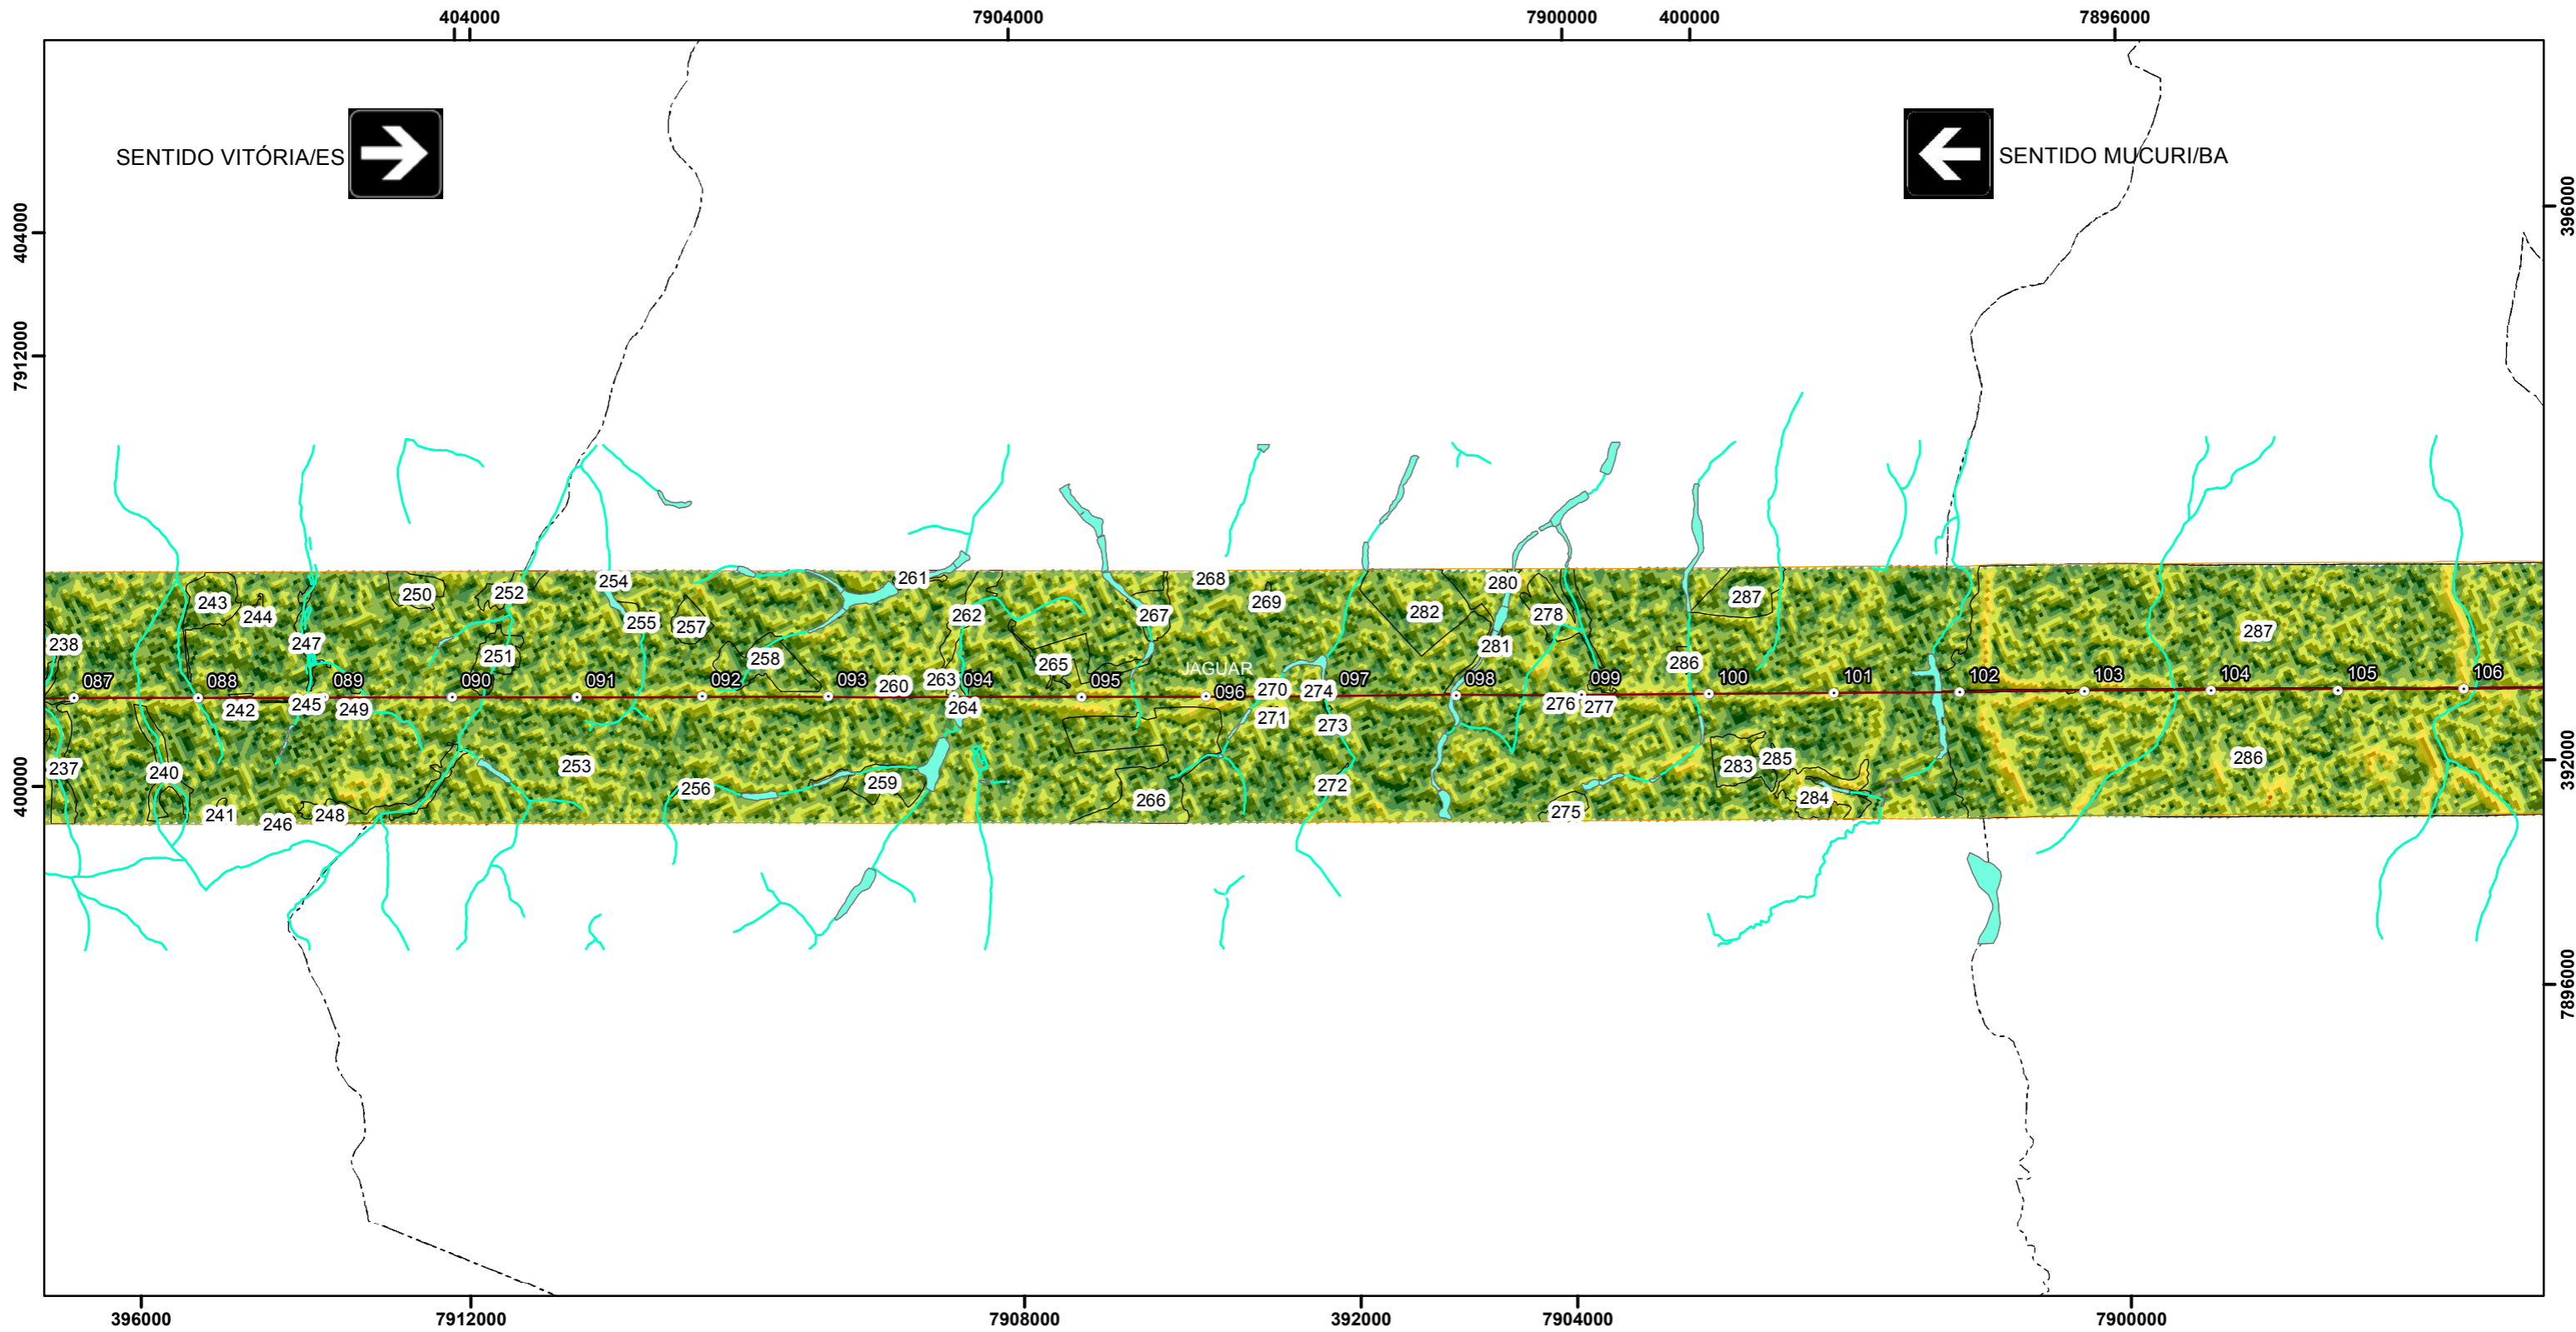 404000 7904000 7900000 400000 7896000
SENTIDO VITÓRIA/ES
SENTIDO MUCURI/BA
404000
396000
7912000
261 268 280
254
243 250 252 269 278 287
244 255 257 262 267 282
238 247 251 258 265 281 287
JAGUAR
260 263 286
087 088 089 090 091 092 093 094 095 096 097 098 099 100 101 102 103 104 105 106
242 245 249 264 270 274 276 277
271 273
237 240 253 283 285 286
256 259 272 284
241 246 248 266 275
400000
392000
7896000
396000 7912000 7908000 392000 7904000 7900000